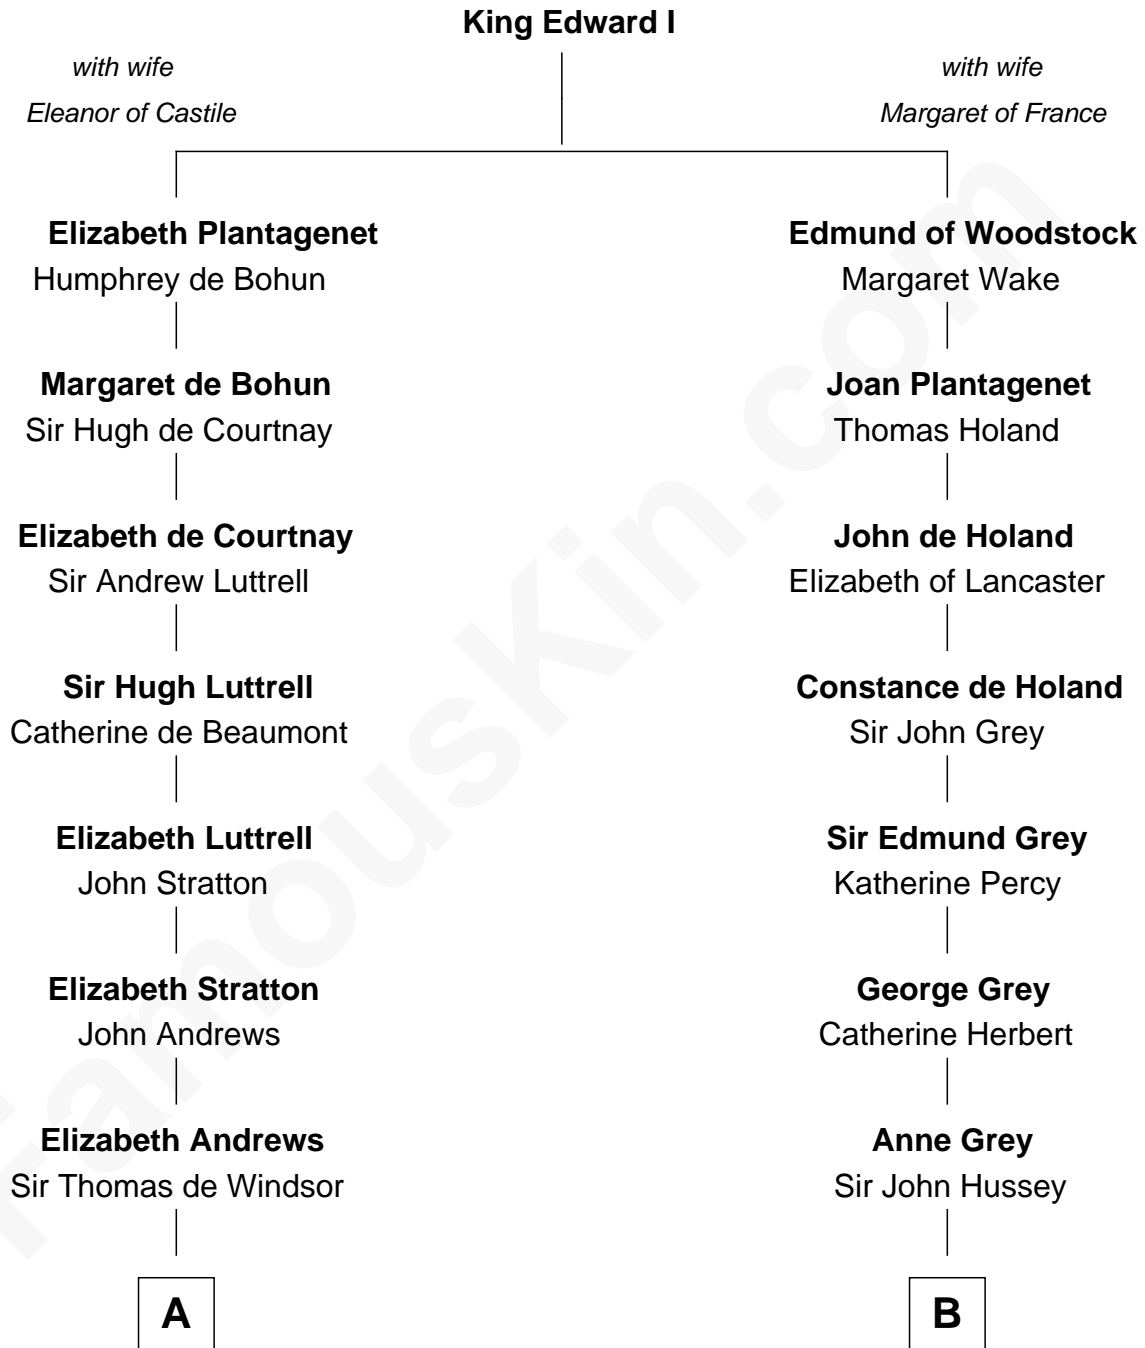 King Edward I
with wife
Eleanor of Castile
with wife
Margaret of France
Elizabeth Plantagenet
Humphrey de Bohun
Edmund of Woodstock
Margaret Wake
Margaret de Bohun
Sir Hugh de Courtnay
Joan Plantagenet
Thomas Holand
Elizabeth de Courtnay
Sir Andrew Luttrell
John de Holand
Elizabeth of Lancaster
Sir Hugh Luttrell
Catherine de Beaumont
Constance de Holand
Sir John Grey
Elizabeth Luttrell
John Stratton
Sir Edmund Grey
Katherine Percy
Elizabeth Stratton
John Andrews
George Grey
Catherine Herbert
Elizabeth Andrews
Sir Thomas de Windsor
Anne Grey
Sir John Hussey
A
B
FamousKin.com